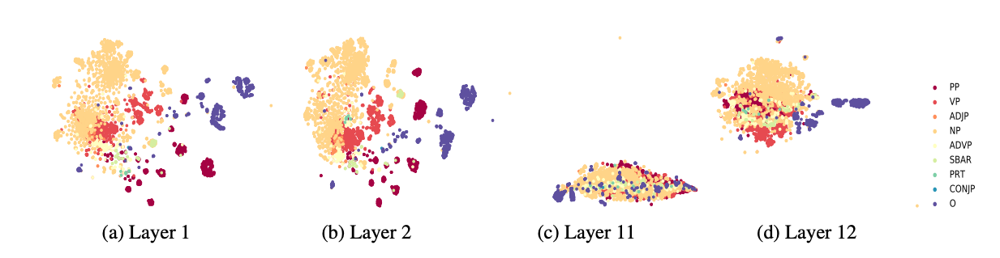 PP
VP
ADJP
NP
ADVP
SBAR
PRT
CONJP
O
(a) Layer 1
(b) Layer 2
(c) Layer 11
(d) Layer 12